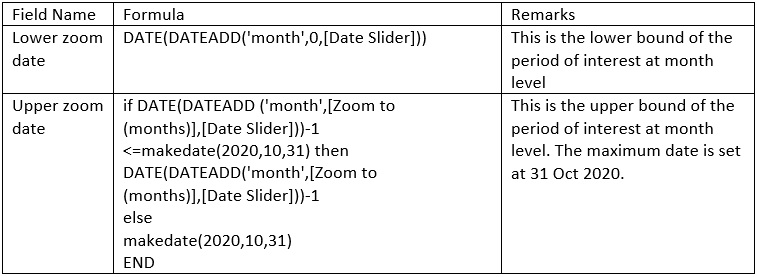 Field Name
Formula
Remarks
Lower zoom
date
DATE(DATEADD('month',0,[Date Slider]))
This is the lower bound of the
period of interest at month
level
Upper zoom
date
if DATE(DATEADD ('month',[Zoom to
(months)],[Date Slider]))-1
<=makedate(2020,10,31) then
DATE(DATEADD('month',[Zoom to
(months)],[Date Slider]))-1
else
makedate(2020,10,31)
END
This is the upper bound of the
period of interest at month
level. The maximum date is set
at 31 Oct 2020.